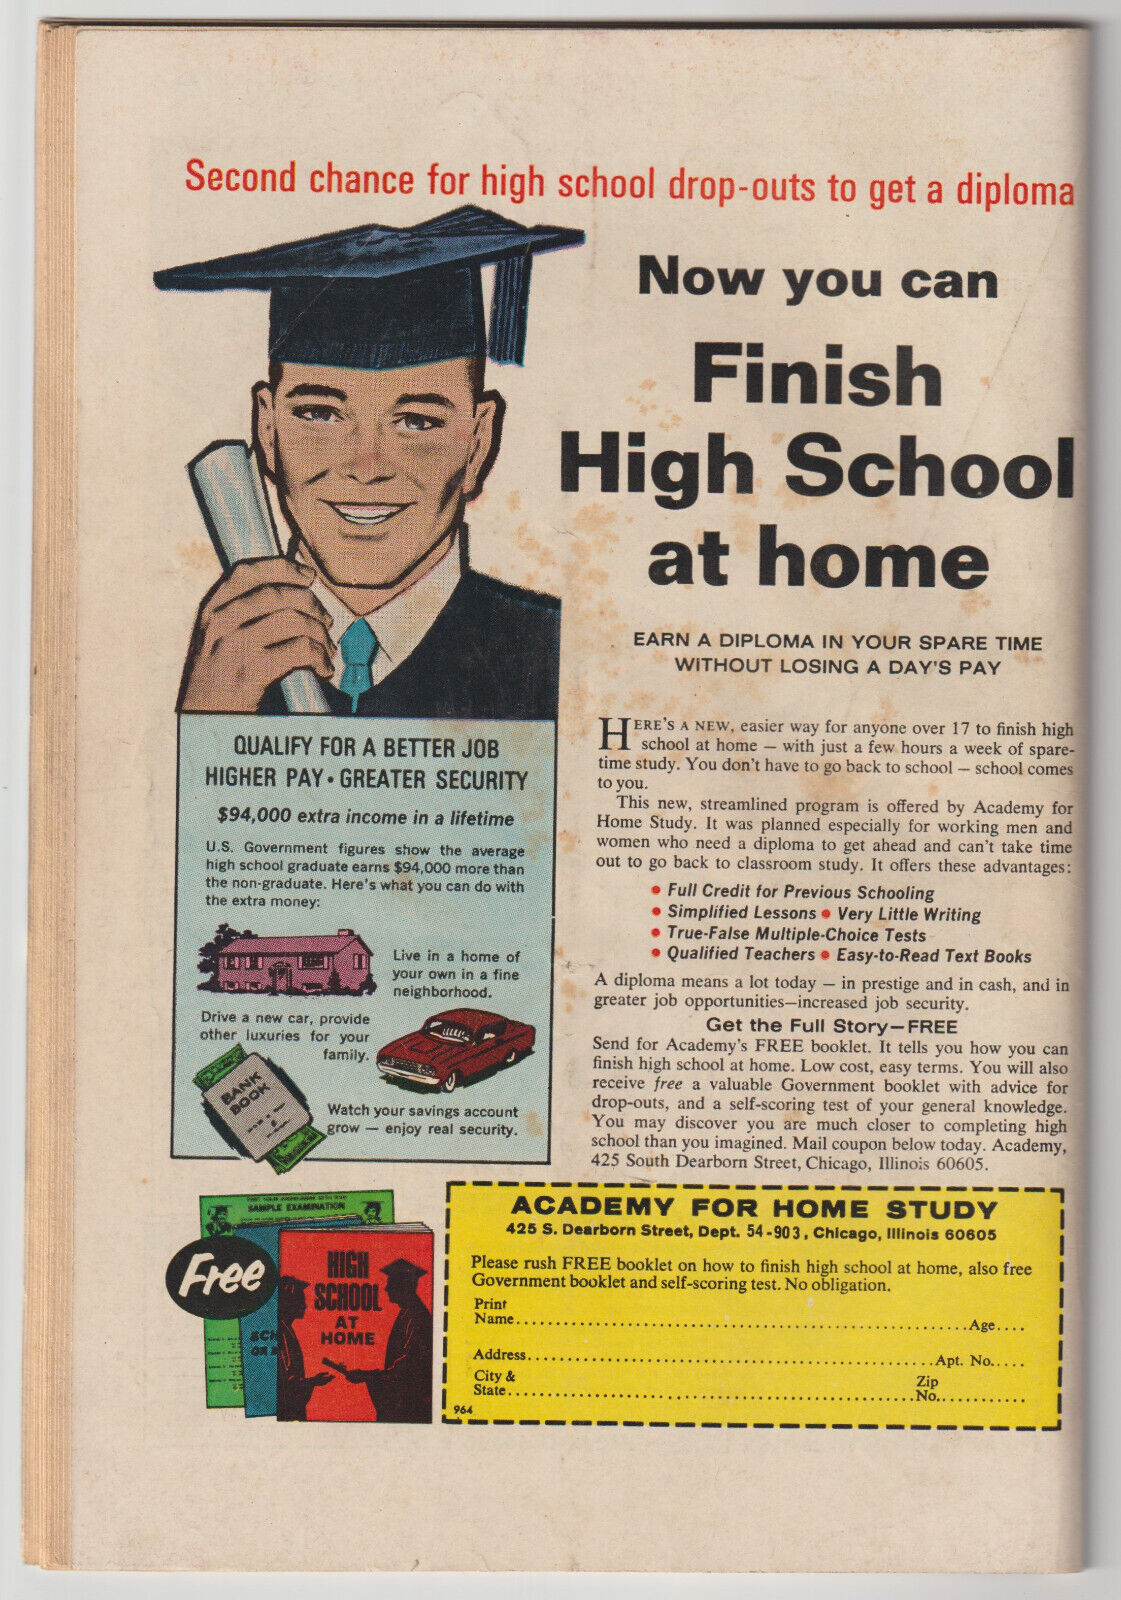 Second chance for high school drop-outs to get a diploma
Now you can
Finish
High School
at home
EARN A DIPLOMA IN YOUR SPARE TIME
WITHOUT LOSING A DAY'S PAY
HERE'S A NEW, easier way for anyone over 17 to finish high
school at home — with just a few hours a week of spare-
time study. You don't have to go back to school — school comes
to you.
This new, streamlined program is offered by Academy for
Home Study. It was planned especially for working men and
women who need a diploma to get ahead and can't take time
out to go back to classroom study. It offers these advantages:
• Full Credit for Previous Schooling
• Simplified Lessons • Very Little Writing
• True-False Multiple-Choice Tests
• Qualified Teachers • Easy-to-Read Text Books
A diploma means a lot today — in prestige and in cash, and in
greater job opportunities—increased job security.
Get the Full Story—FREE
Send for Academy's FREE booklet. It tells you how you can
finish high school at home. Low cost, easy terms. You will also
receive free a valuable Government booklet with advice for
drop-outs, and a self-scoring test of your general knowledge.
You may discover you are much closer to completing high
school than you imagined. Mail coupon below today. Academy,
425 South Dearborn Street, Chicago, Illinois 60605.
QUALIFY FOR A BETTER JOB
HIGHER PAY • GREATER SECURITY
$94,000 extra income in a lifetime
U.S. Government figures show the average
high school graduate earns $94,000 more than
the non-graduate. Here's what you can do with
the extra money:
Live in a home of
your own in a fine
neighborhood.
Drive a new car, provide
other luxuries for your
family.
BANK
BOOK
Watch your savings account
grow — enjoy real security.
SAMPLE EXAMINATION
Free
HIGH
SCHOOL
AT
HOME
ACADEMY FOR HOME STUDY
425 S. Dearborn Street, Dept. 54-903, Chicago, Illinois 60605
Please rush FREE booklet on how to finish high school at home, also free
Government booklet and self-scoring test. No obligation.
Print
Name.......... Age....
Address.......... Apt. No.....
City & Zip
State.......... No..........
964